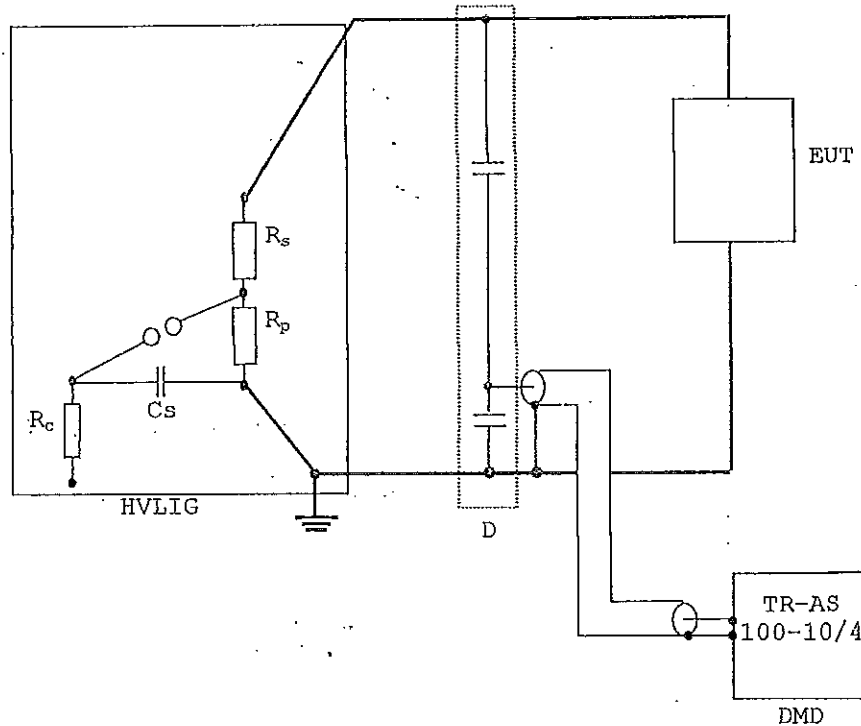 EUT
Rs
Rp
Rc
Cs
HVLIG
D
TR-AS
100-10/4
DMD